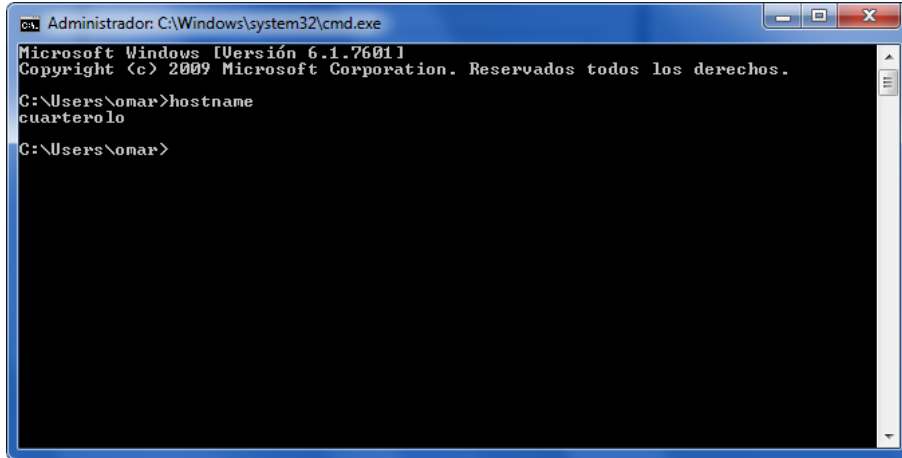 Administrador: C:\Windows\system32\cmd.exe
Microsoft Windows [Versión 6.1.7601]
Copyright (c) 2009 Microsoft Corporation. Reservados todos los derechos.
C:\Users\omar>hostname
cuarterolo
C:\Users\omar>